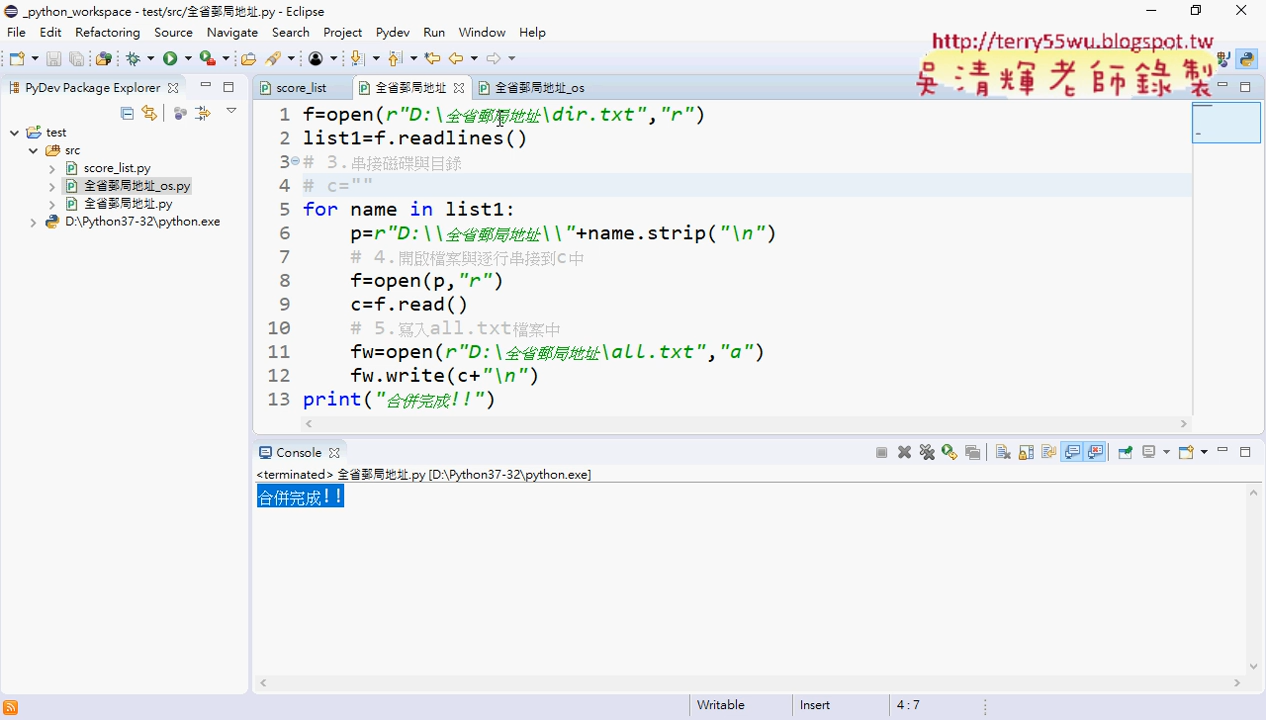 _python_workspace - test/src/全省郵局地址.py - Eclipse
File Edit Refactoring Source Navigate Search Project Pydev Run Window Help
http://terry55wu.blogspot.tw
吳清輝老師錄製
PyDev Package Explorer
score_list
全省郵局地址
全省郵局地址_os
test
src
score_list.py
全省郵局地址_os.py
全省郵局地址.py
D:\Python37-32\python.exe
1 f=open(r"D:\全省郵局地址\dir.txt","r")
2 list1=f.readlines()
3 # 3.串接磁碟與目錄
4 # c=""
5 for name in list1:
6 p=r"D:\\全省郵局地址\\"+name.strip("\n")
7 # 4.開啟檔案與逐行串接到c中
8 f=open(p,"r")
9 c=f.read()
10 # 5.寫入all.txt檔案中
11 fw=open(r"D:\全省郵局地址\all.txt","a")
12 fw.write(c+"\n")
13 print("合併完成!!")
Console
<terminated> 全省郵局地址.py [D:\Python37-32\python.exe]
合併完成!!
Writable Insert 4 : 7